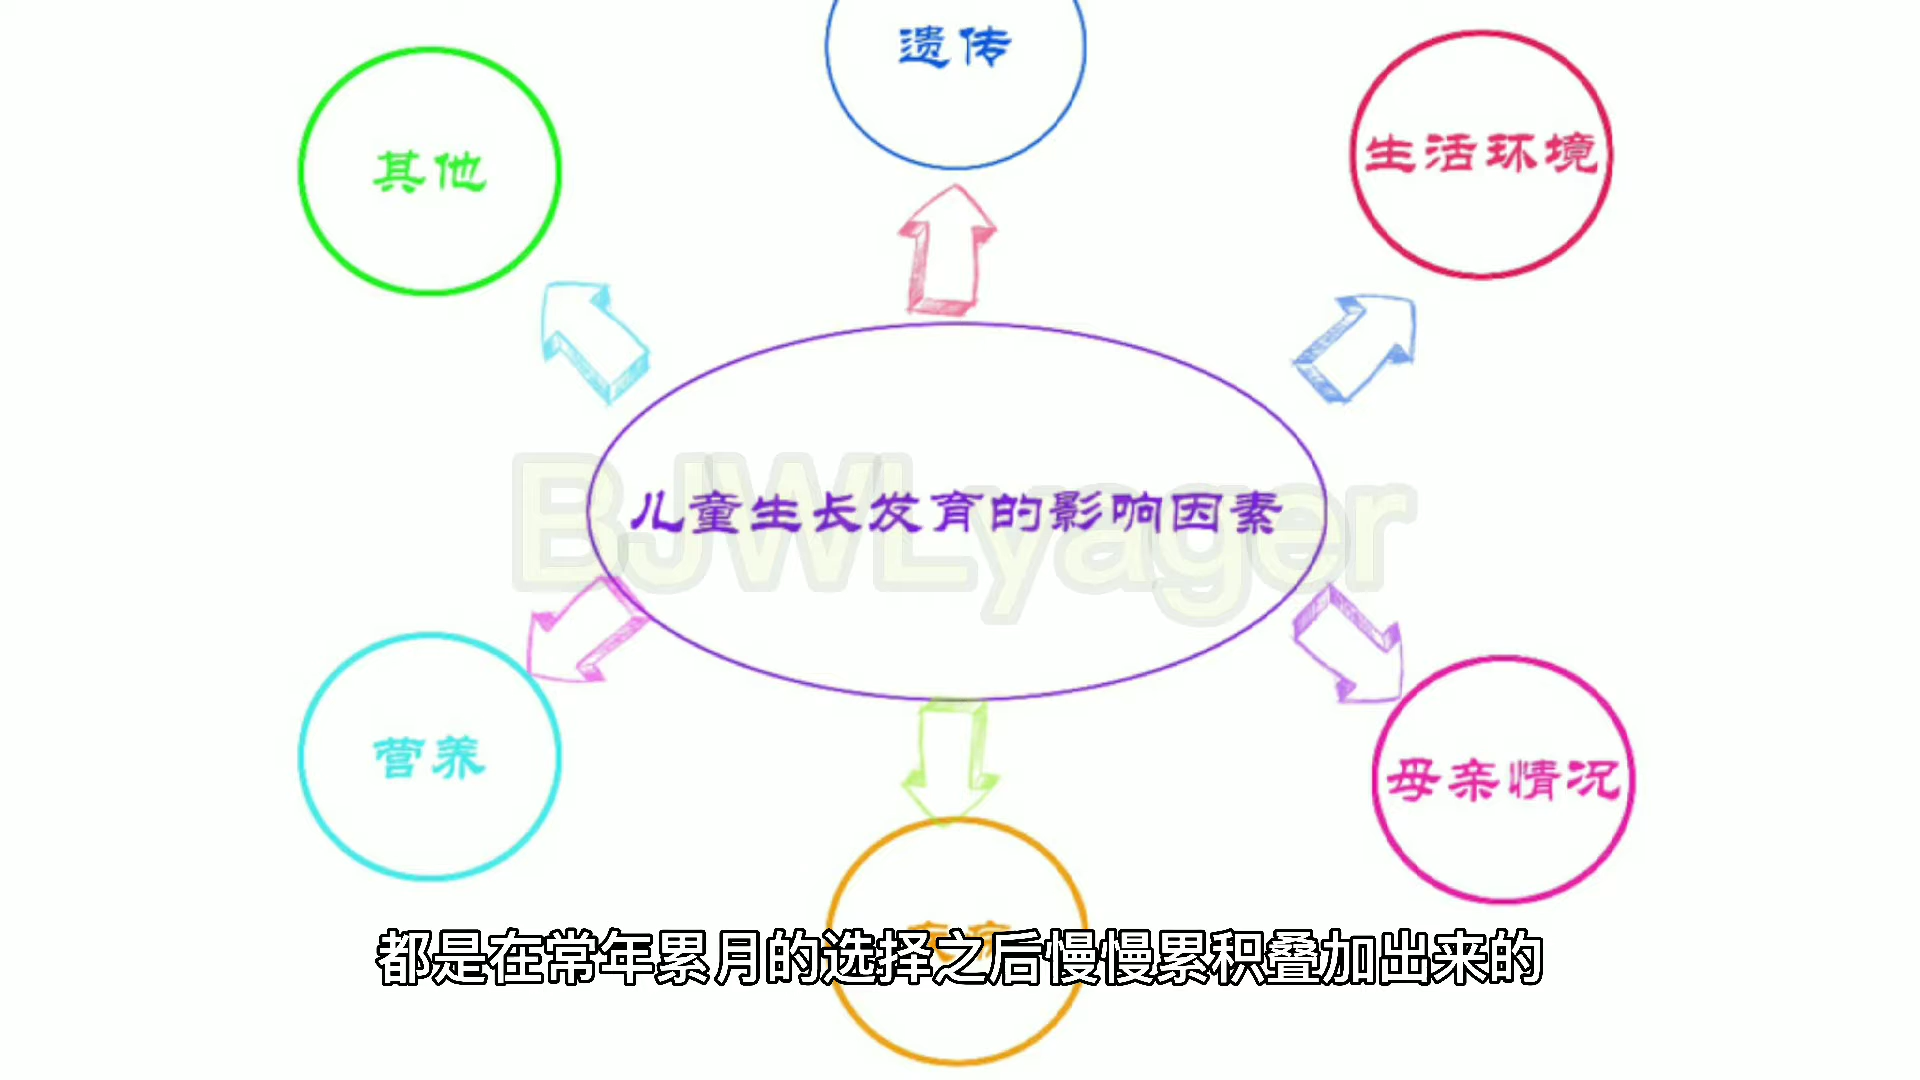 遗传
其他
生活环境
BJWLyager
儿童生长发育的影响因素
营养
母亲情况
都是在常年累月的选择之后慢慢累积叠加出来的